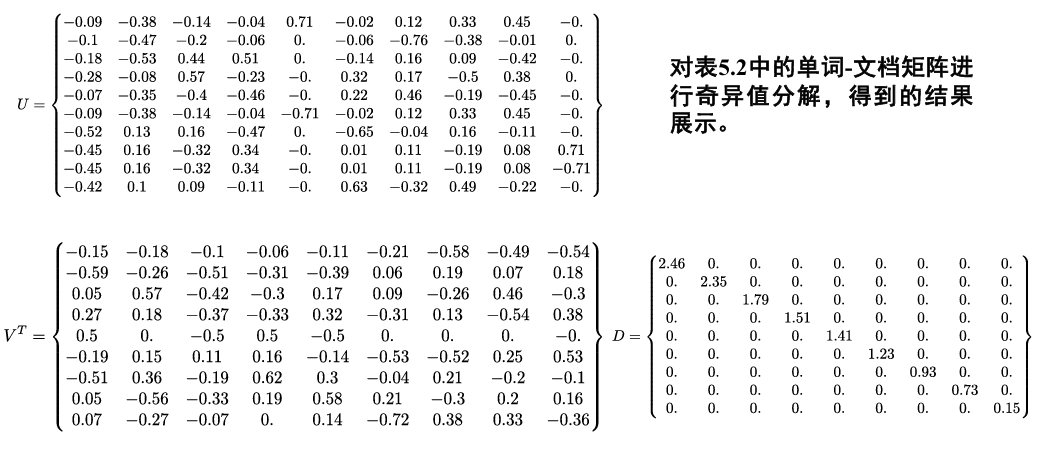 −0.09 −0.38 −0.14 −0.04 0.71 −0.02 0.12 0.33 0.45 −0.
−0.1 −0.47 −0.2 −0.06 0. −0.06 −0.76 −0.38 −0.01 0.
−0.18 −0.53 0.44 0.51 0. −0.14 0.16 0.09 −0.42 −0.
−0.28 −0.08 0.57 −0.23 −0. 0.32 0.17 −0.5 0.38 0.
U = −0.07 −0.35 −0.4 −0.46 −0. 0.22 0.46 −0.19 −0.45 −0.
−0.09 −0.38 −0.14 −0.04 −0.71 −0.02 0.12 0.33 0.45 −0.
−0.52 0.13 0.16 −0.47 0. −0.65 −0.04 0.16 −0.11 −0.
−0.45 0.16 −0.32 0.34 −0. 0.01 0.11 −0.19 0.08 0.71
−0.45 0.16 −0.32 0.34 −0. 0.01 0.11 −0.19 0.08 −0.71
−0.42 0.1 0.09 −0.11 −0. 0.63 −0.32 0.49 −0.22 −0.
对表5.2中的单词-文档矩阵进
行奇异值分解，得到的结果
展示。
−0.15 −0.18 −0.1 −0.06 −0.11 −0.21 −0.58 −0.49 −0.54
−0.59 −0.26 −0.51 −0.31 −0.39 0.06 0.19 0.07 0.18
0.05 0.57 −0.42 −0.3 0.17 0.09 −0.26 0.46 −0.3
0.27 0.18 −0.37 −0.33 0.32 −0.31 0.13 −0.54 0.38
V^T = 0.5 0. −0.5 0.5 −0.5 0. 0. 0. −0.
−0.19 0.15 0.11 0.16 −0.14 −0.53 −0.52 0.25 0.53
−0.51 0.36 −0.19 0.62 0.3 −0.04 0.21 −0.2 −0.1
0.05 −0.56 −0.33 0.19 0.58 0.21 −0.3 0.2 0.16
0.07 −0.27 −0.07 0. 0.14 −0.72 0.38 0.33 −0.36
2.46 0. 0. 0. 0. 0. 0. 0. 0.
0. 2.35 0. 0. 0. 0. 0. 0. 0.
0. 0. 1.79 0. 0. 0. 0. 0. 0.
0. 0. 0. 1.51 0. 0. 0. 0. 0.
D = 0. 0. 0. 0. 1.41 0. 0. 0. 0.
0. 0. 0. 0. 0. 1.23 0. 0. 0.
0. 0. 0. 0. 0. 0. 0.93 0. 0.
0. 0. 0. 0. 0. 0. 0. 0.73 0.
0. 0. 0. 0. 0. 0. 0. 0. 0.15